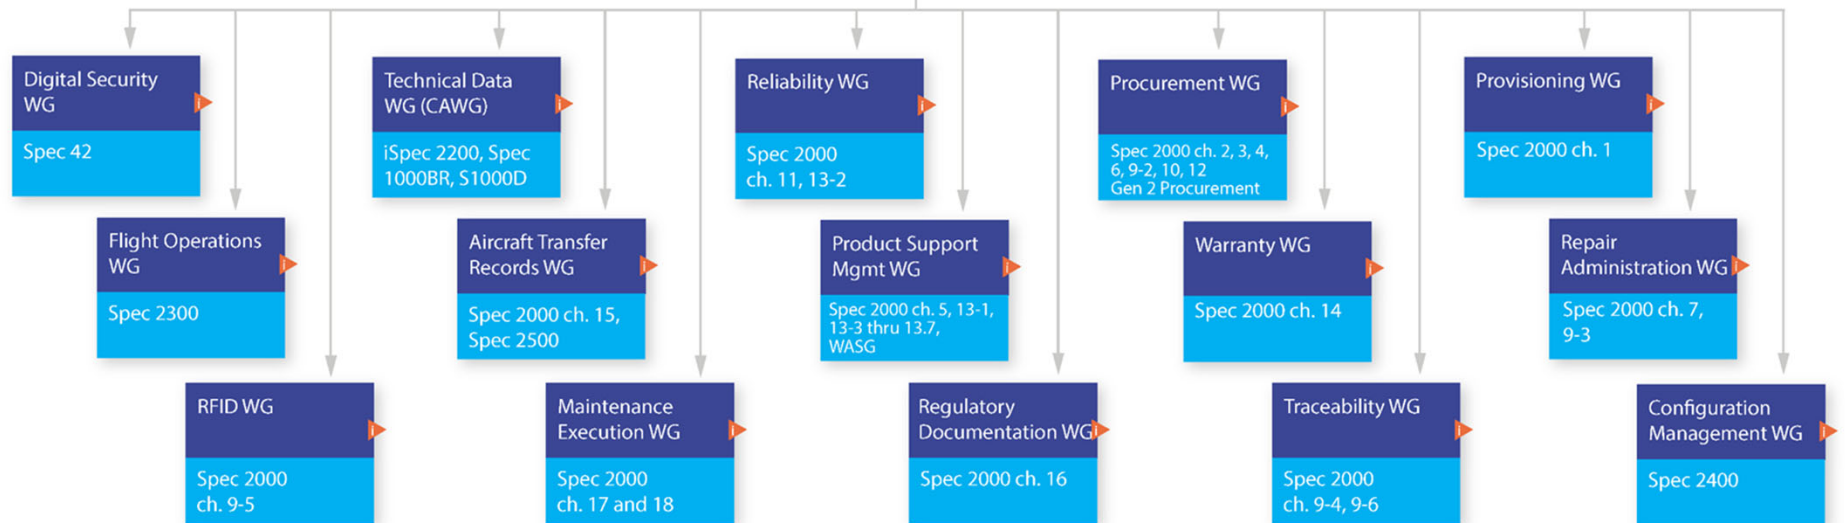 Digital Security
WG
Spec 42
Technical Data
WG (CAWG)
iSpec 2200, Spec
1000BR, S1000D
Reliability WG
Spec 2000
ch. 11, 13-2
Procurement WG
Spec 2000 ch. 2, 3, 4,
6, 9-2, 10, 12
Gen 2 Procurement
Provisioning WG
Spec 2000 ch. 1
Flight Operations
WG
Spec 2300
Aircraft Transfer
Records WG
Spec 2000 ch. 15,
Spec 2500
Product Support
Mgmt WG
Spec 2000 ch. 5, 13-1,
13-3 thru 13.7,
WASG
Warranty WG
Spec 2000 ch. 14
Repair
Administration WG
Spec 2000 ch. 7,
9-3
RFID WG
Spec 2000
ch. 9-5
Maintenance
Execution WG
Spec 2000
ch. 17 and 18
Regulatory
Documentation WG
Spec 2000 ch. 16
Traceability WG
Spec 2000
ch. 9-4, 9-6
Configuration
Management WG
Spec 2400